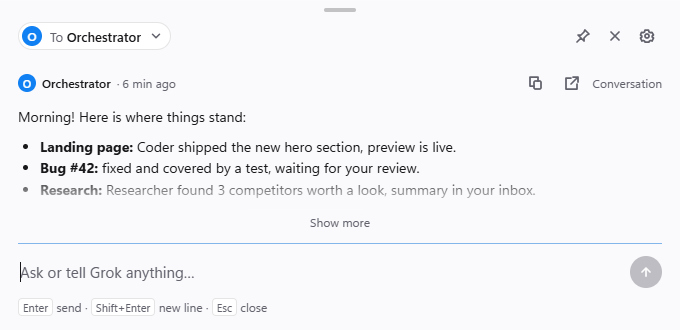 O To Orchestrator
O Orchestrator · 6 min ago Conversation
Morning! Here is where things stand:
• Landing page: Coder shipped the new hero section, preview is live.
• Bug #42: fixed and covered by a test, waiting for your review.
• Research: Researcher found 3 competitors worth a look, summary in your inbox.
Show more
Ask or tell Grok anything...
Enter send · Shift+Enter new line · Esc close